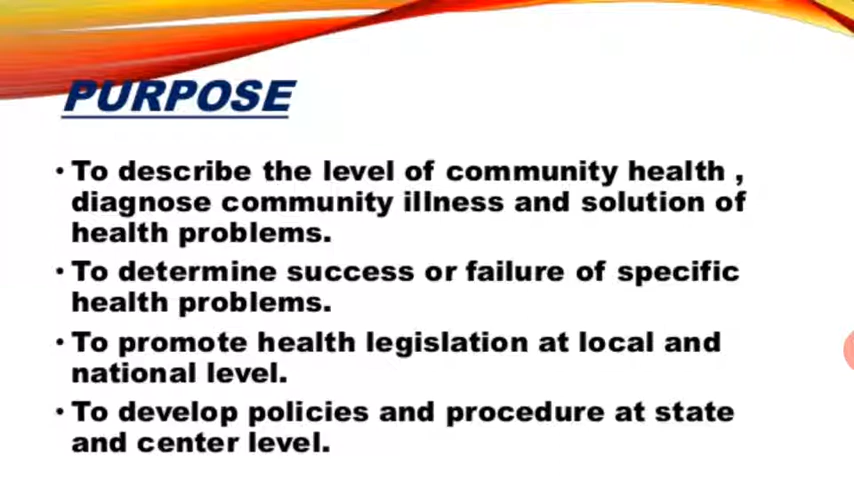 PURPOSE
• To describe the level of community health ,
diagnose community illness and solution of
health problems.
• To determine success or failure of specific
health problems.
• To promote health legislation at local and
national level.
• To develop policies and procedure at state
and center level.